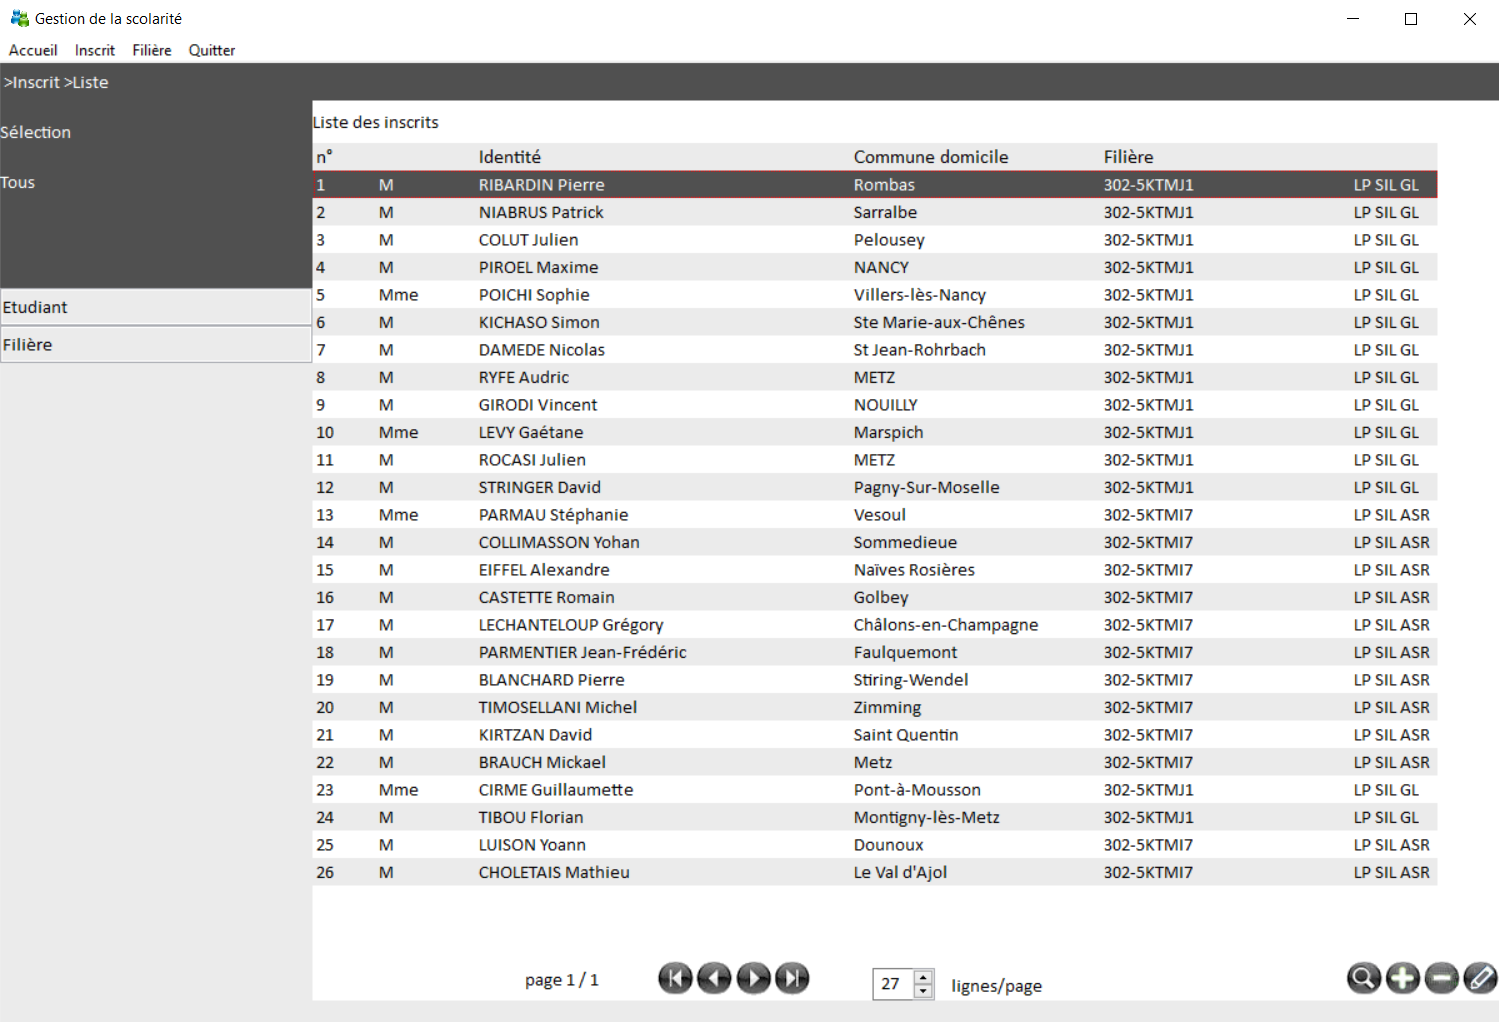 Gestion de la scolarité
Accueil Inscrit Filière Quitter
>Inscrit >Liste
Sélection
Tous
Etudiant
Filière
Liste des inscrits
n° Identité Commune domicile Filière
1 M RIBARDIN Pierre Rombas 302-5KTMJ1 LP SIL GL
2 M NIABRUS Patrick Sarralbe 302-5KTMJ1 LP SIL GL
3 M COLUT Julien Pelousey 302-5KTMJ1 LP SIL GL
4 M PIROEL Maxime NANCY 302-5KTMJ1 LP SIL GL
5 Mme POICHI Sophie Villers-lès-Nancy 302-5KTMJ1 LP SIL GL
6 M KICHASO Simon Ste Marie-aux-Chênes 302-5KTMJ1 LP SIL GL
7 M DAMEDE Nicolas St Jean-Rohrbach 302-5KTMJ1 LP SIL GL
8 M RYFE Audric METZ 302-5KTMJ1 LP SIL GL
9 M GIRODI Vincent NOUILLY 302-5KTMJ1 LP SIL GL
10 Mme LEVY Gaétane Marspich 302-5KTMJ1 LP SIL GL
11 M ROCASI Julien METZ 302-5KTMJ1 LP SIL GL
12 M STRINGER David Pagny-Sur-Moselle 302-5KTMJ1 LP SIL GL
13 Mme PARMAU Stéphanie Vesoul 302-5KTMI7 LP SIL ASR
14 M COLLIMASSON Yohan Sommedieue 302-5KTMI7 LP SIL ASR
15 M EIFFEL Alexandre Naïves Rosières 302-5KTMI7 LP SIL ASR
16 M CASTETTE Romain Golbey 302-5KTMI7 LP SIL ASR
17 M LECHANTELOUP Grégory Châlons-en-Champagne 302-5KTMI7 LP SIL ASR
18 M PARMENTIER Jean-Frédéric Faulquemont 302-5KTMI7 LP SIL ASR
19 M BLANCHARD Pierre Stiring-Wendel 302-5KTMI7 LP SIL ASR
20 M TIMOSELLANI Michel Zimming 302-5KTMI7 LP SIL ASR
21 M KIRTZAN David Saint Quentin 302-5KTMI7 LP SIL ASR
22 M BRAUCH Mickael Metz 302-5KTMI7 LP SIL ASR
23 Mme CIRME Guillaumette Pont-à-Mousson 302-5KTMJ1 LP SIL GL
24 M TIBOU Florian Montigny-lès-Metz 302-5KTMJ1 LP SIL GL
25 M LUISON Yoann Dounoux 302-5KTMI7 LP SIL ASR
26 M CHOLETAIS Mathieu Le Val d'Ajol 302-5KTMI7 LP SIL ASR
page 1 / 1 27 lignes/page